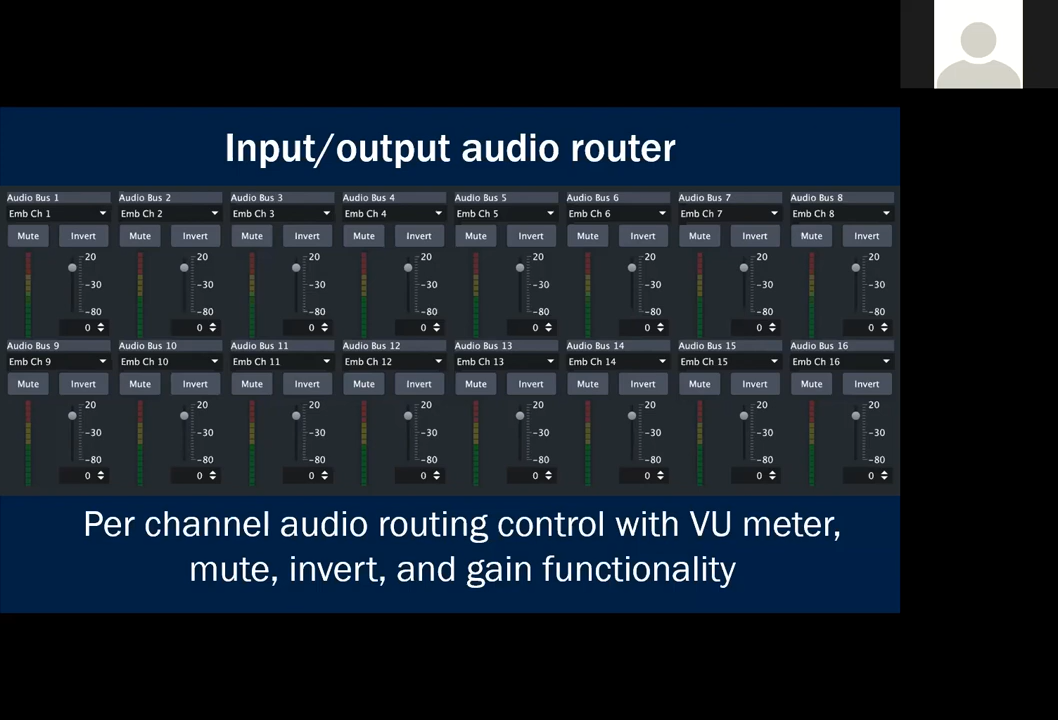 Input/output audio router
Audio Bus 1 Audio Bus 2 Audio Bus 3 Audio Bus 4 Audio Bus 5 Audio Bus 6 Audio Bus 7 Audio Bus 8
Emb Ch 1 Emb Ch 2 Emb Ch 3 Emb Ch 4 Emb Ch 5 Emb Ch 6 Emb Ch 7 Emb Ch 8
Mute Invert Mute Invert Mute Invert Mute Invert Mute Invert Mute Invert Mute Invert Mute Invert
20 20 20 20 20 20 20 20
-30 -30 -30 -30 -30 -30 -30 -30
-80 -80 -80 -80 -80 -80 -80 -80
0 0 0 0 0 0 0 0
Audio Bus 9 Audio Bus 10 Audio Bus 11 Audio Bus 12 Audio Bus 13 Audio Bus 14 Audio Bus 15 Audio Bus 16
Emb Ch 9 Emb Ch 10 Emb Ch 11 Emb Ch 12 Emb Ch 13 Emb Ch 14 Emb Ch 15 Emb Ch 16
Mute Invert Mute Invert Mute Invert Mute Invert Mute Invert Mute Invert Mute Invert Mute Invert
20 20 20 20 20 20 20 20
-30 -30 -30 -30 -30 -30 -30 -30
-80 -80 -80 -80 -80 -80 -80 -80
0 0 0 0 0 0 0 0
Per channel audio routing control with VU meter,
mute, invert, and gain functionality